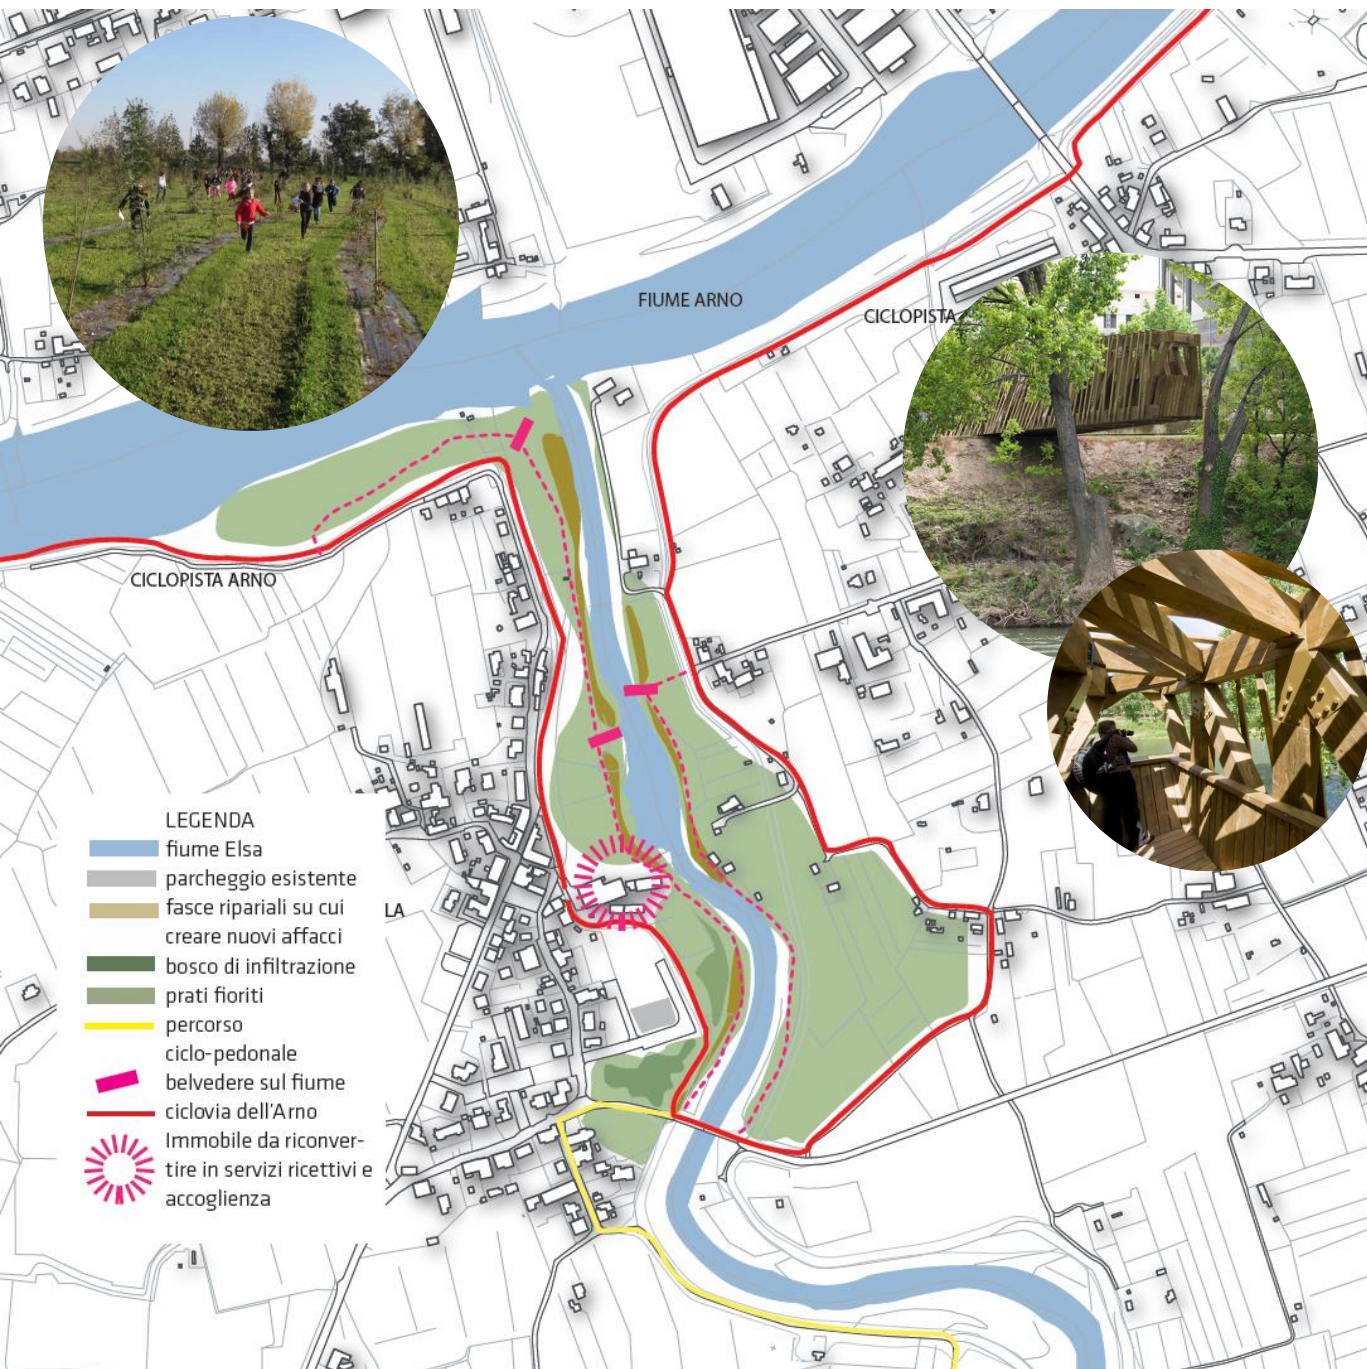 FIUME ARNO
CICLOPISTA
CICLOPISTA ARNO
LA
LEGENDA
fiume Elsa
parcheggio esistente
fasce ripariali su cui
creare nuovi affacci
bosco di infiltrazione
prati fioriti
percorso
ciclo-pedonale
belvedere sul fiume
ciclovia dell'Arno
Immobile da riconver-
tire in servizi ricettivi e
accoglienza